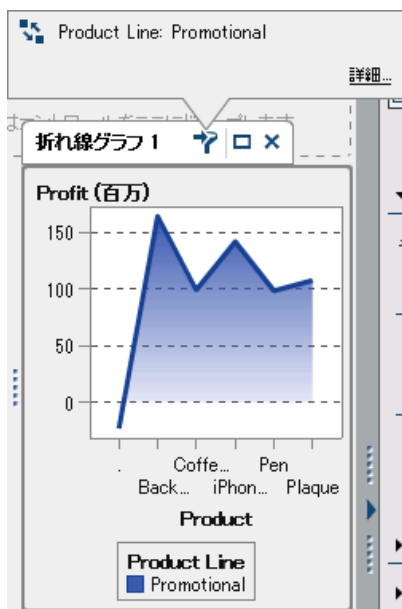 Product Line: Promotional
詳細...
折れ線グラフ 1
Profit (百万)
150
100
50
0
. Coffe... Pen
Back... iPhon... Plaque
Product
Product Line
Promotional